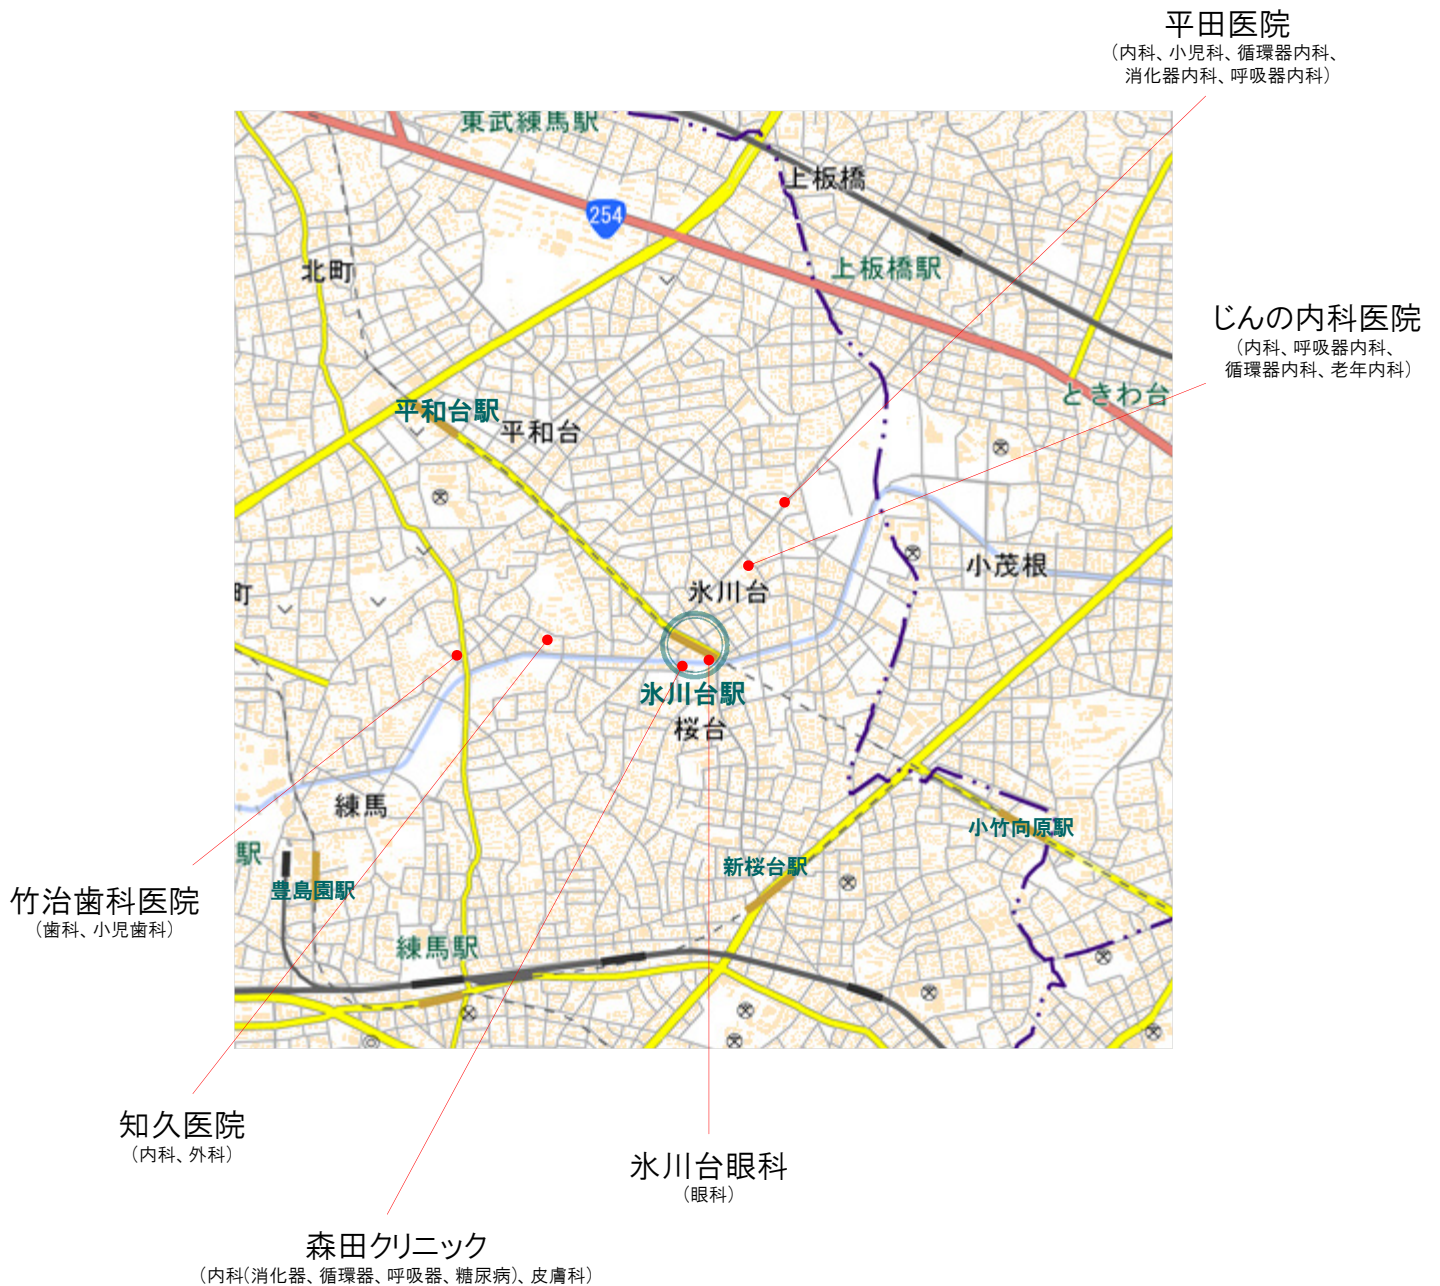 平田医院
（内科、小児科、循環器内科、
消化器内科、呼吸器内科）
東武練馬駅
上板橋
254
上板橋駅
北町
じんの内科医院
（内科、呼吸器内科、
循環器内科、老年内科）
ときわ台
平和台駅
平和台
小茂根
氷川台
町
氷川台駅
桜台
練馬
小竹向原駅
新桜台駅
駅
豊島園駅
竹治歯科医院
（歯科、小児歯科）
練馬駅
知久医院
（内科、外科）
氷川台眼科
（眼科）
森田クリニック
（内科(消化器、循環器、呼吸器、糖尿病)、皮膚科）